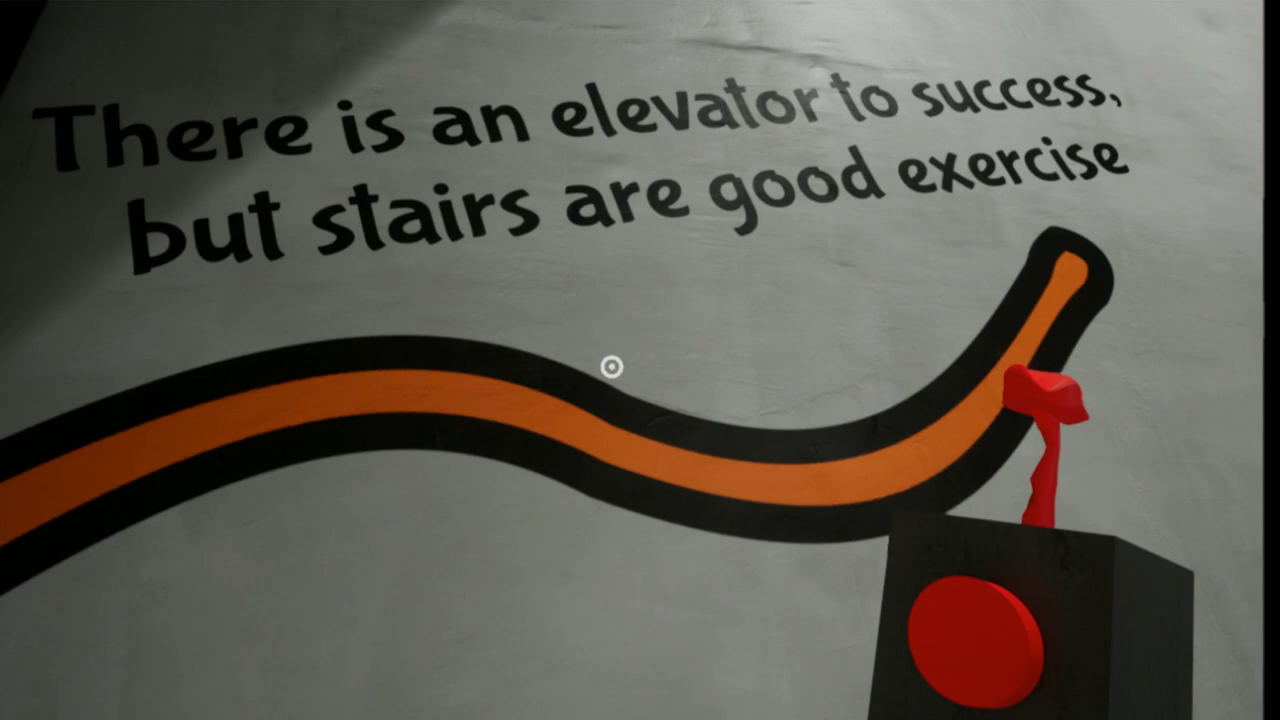 There is an elevator to success,
but stairs are good exercise